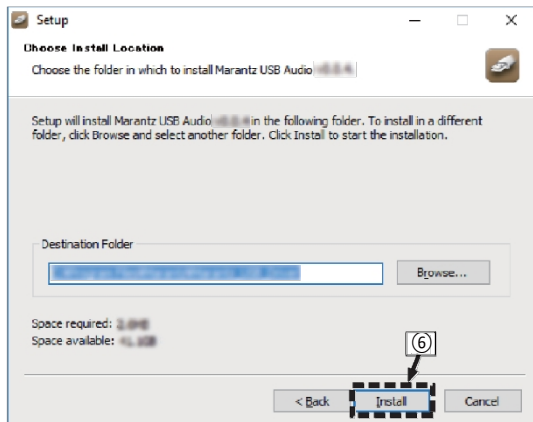 Setup
Choose Install Location
Choose the folder in which to install Marantz USB Audio
Setup will install Marantz USB Audio in the following folder. To install in a different
folder, click Browse and select another folder. Click Install to start the installation.
Destination Folder
Browse...
Space required:
Space available:
⑥
< Back
Install
Cancel